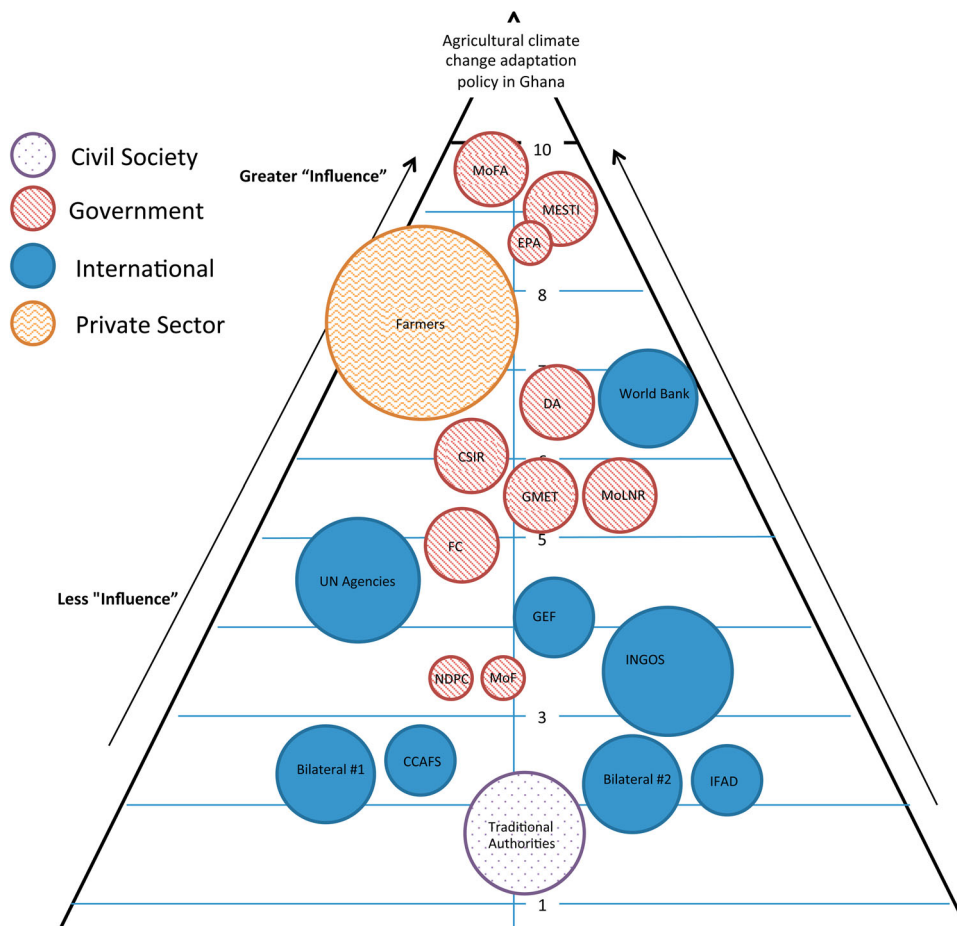 Agricultural climate
change adaptation
policy in Ghana
Civil Society
Government
International
Private Sector
Greater “Influence”
Less "Influence”
10
MoFA
MESTI
EPA
8
Farmers
DA
World Bank
CSIR
GMET
MoLNR
5
FC
UN Agencies
GEF
INGOS
NDPC
MoF
3
Bilateral #1
CCAFS
Bilateral #2
IFAD
Traditional
Authorities
1